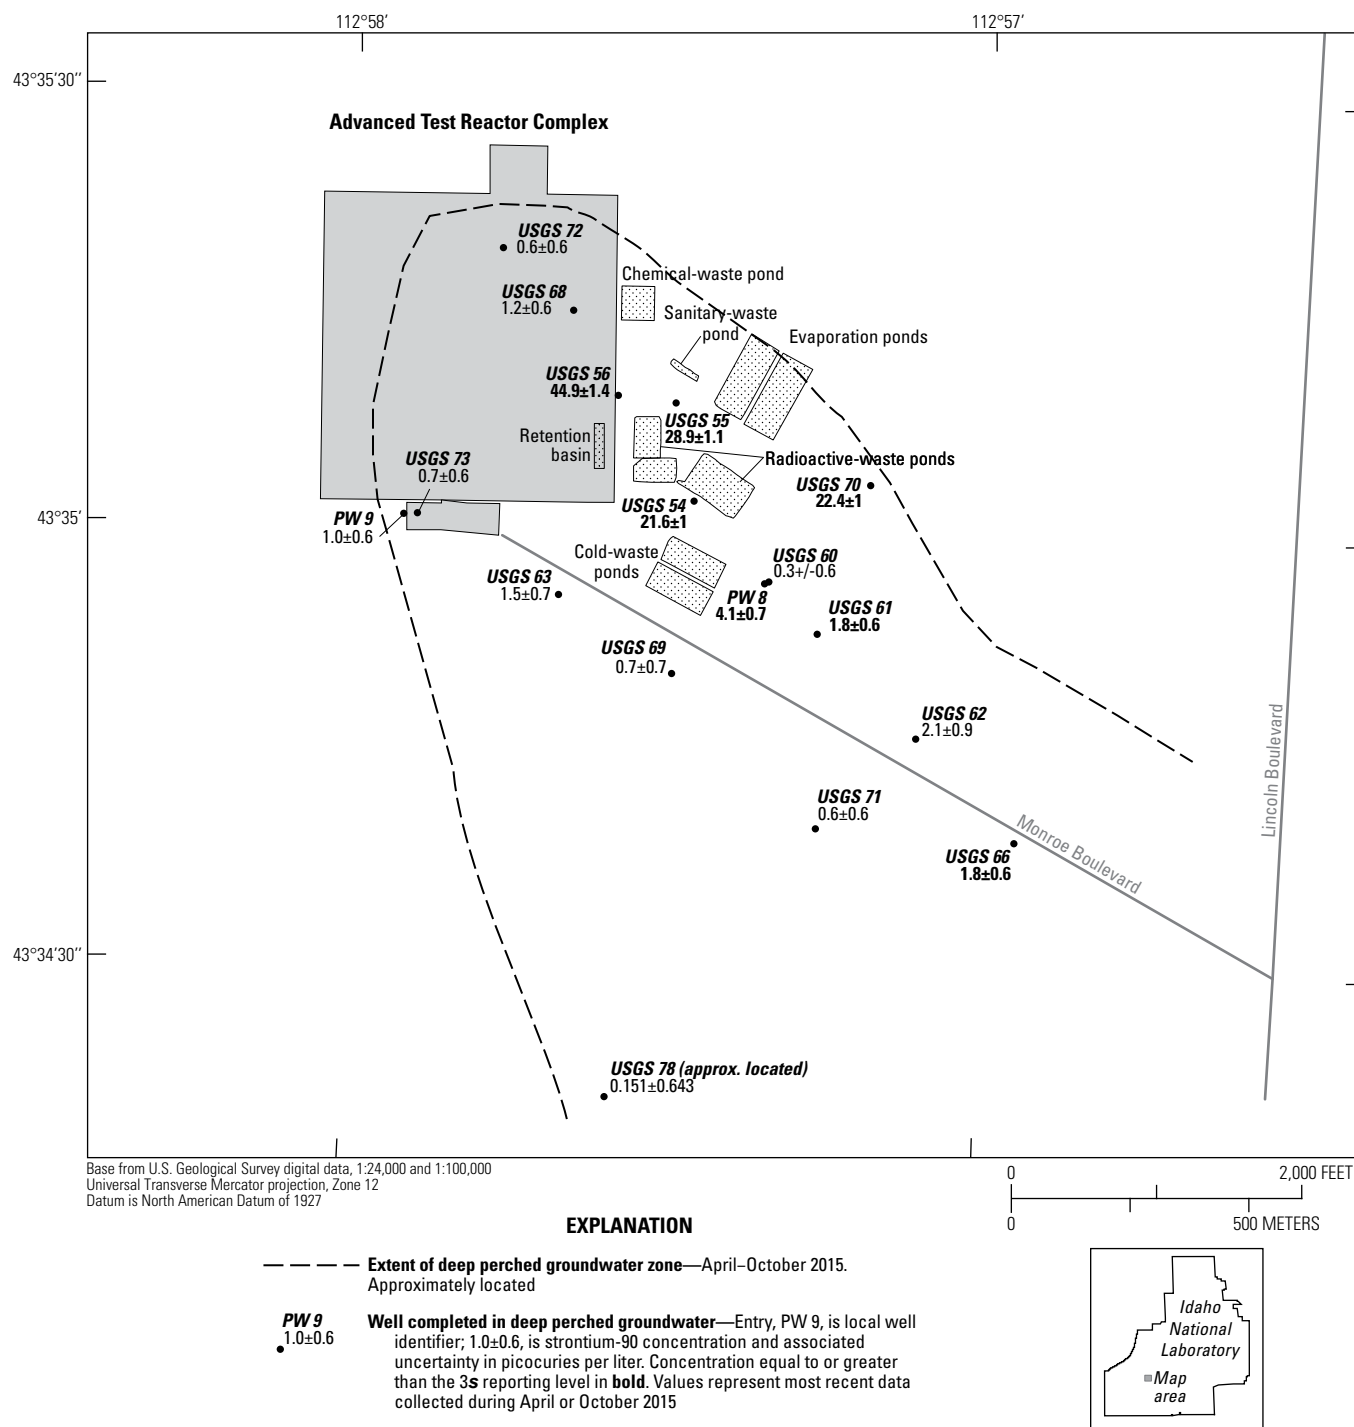 112°58′
112°57′
43°35′30″
Advanced Test Reactor Complex
USGS 72
0.6±0.6
Chemical-waste pond
USGS 68
1.2±0.6
Sanitary-waste
pond
Evaporation ponds
USGS 56
44.9±1.4
USGS 55
28.9±1.1
Retention
basin
Radioactive-waste ponds
USGS 73
0.7±0.6
USGS 70
22.4±1
USGS 54
21.6±1
43°35′
PW 9
1.0±0.6
Cold-waste
ponds
USGS 60
0.3+/-0.6
USGS 63
1.5±0.7
PW 8
4.1±0.7
USGS 61
1.8±0.6
USGS 69
0.7±0.7
USGS 62
2.1±0.9
Lincoln Boulevard
USGS 71
0.6±0.6
Monroe Boulevard
USGS 66
1.8±0.6
43°34′30″
USGS 78 (approx. located)
0.151±0.643
Base from U.S. Geological Survey digital data, 1:24,000 and 1:100,000
Universal Transverse Mercator projection, Zone 12
Datum is North American Datum of 1927
0 2,000 FEET
0 500 METERS
EXPLANATION
Extent of deep perched groundwater zone—April–October 2015.
Approximately located
PW 9
1.0±0.6
Well completed in deep perched groundwater—Entry, PW 9, is local well
identifier; 1.0±0.6, is strontium-90 concentration and associated
uncertainty in picocuries per liter. Concentration equal to or greater
than the 3s reporting level in bold. Values represent most recent data
collected during April or October 2015
Idaho
National
Laboratory
Map
area